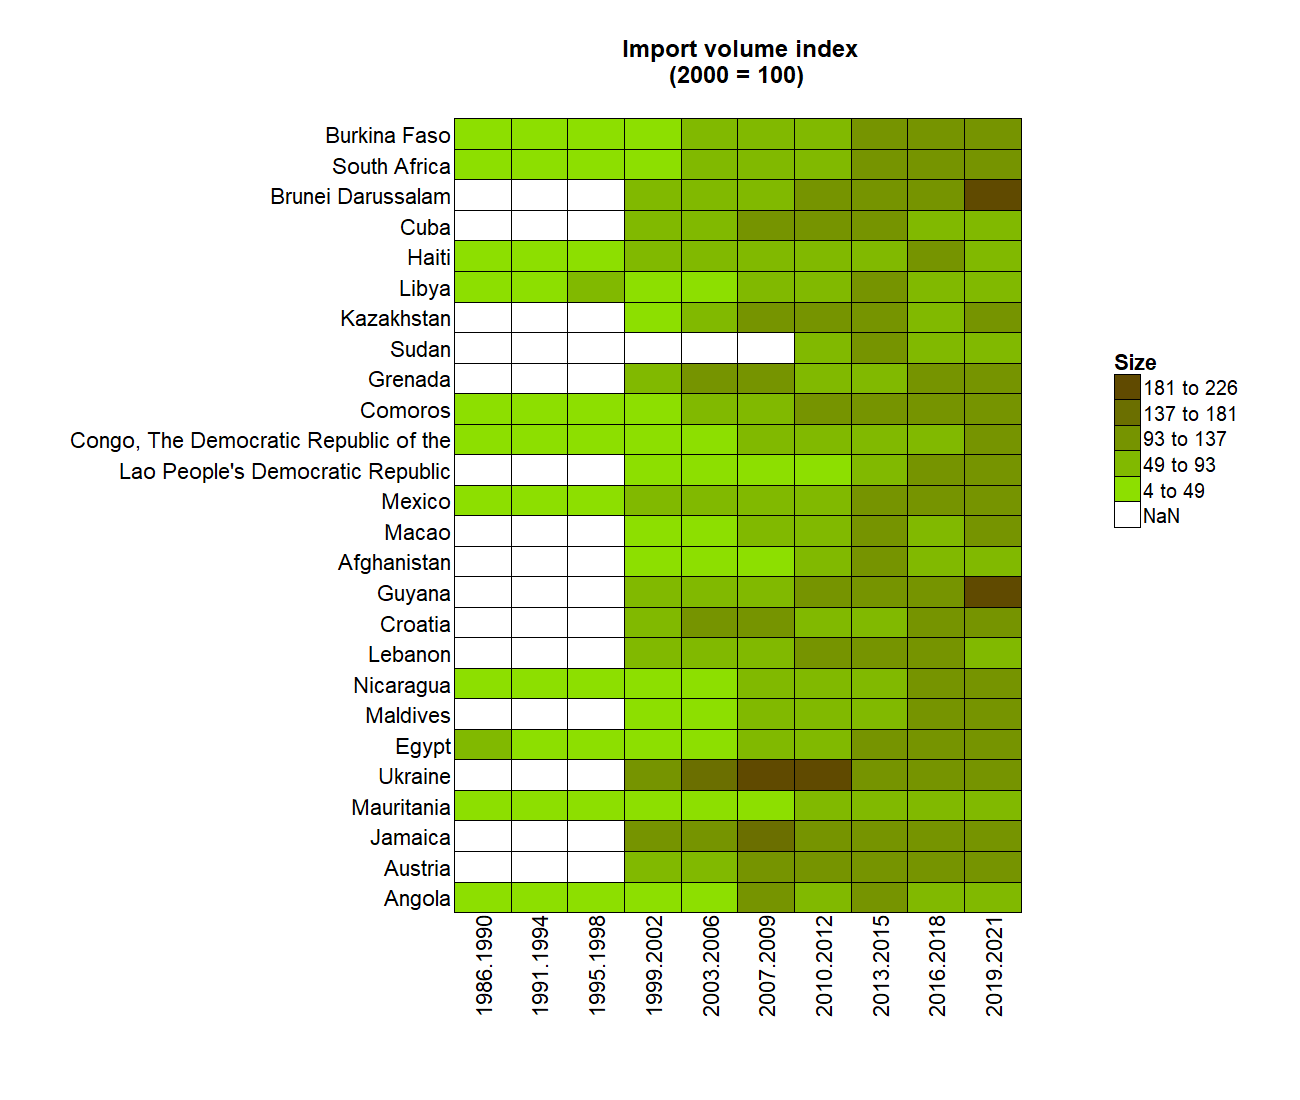 Import volume index
(2000 = 100)
Burkina Faso
South Africa
Brunei Darussalam
Cuba
Haiti
Libya
Kazakhstan
Sudan
Grenada
Comoros
Congo, The Democratic Republic of the
Lao People's Democratic Republic
Mexico
Macao
Afghanistan
Guyana
Croatia
Lebanon
Nicaragua
Maldives
Egypt
Ukraine
Mauritania
Jamaica
Austria
Angola
1986.1990
1991.1994
1995.1998
1999.2002
2003.2006
2007.2009
2010.2012
2013.2015
2016.2018
2019.2021
Size
181 to 226
137 to 181
93 to 137
49 to 93
4 to 49
NaN